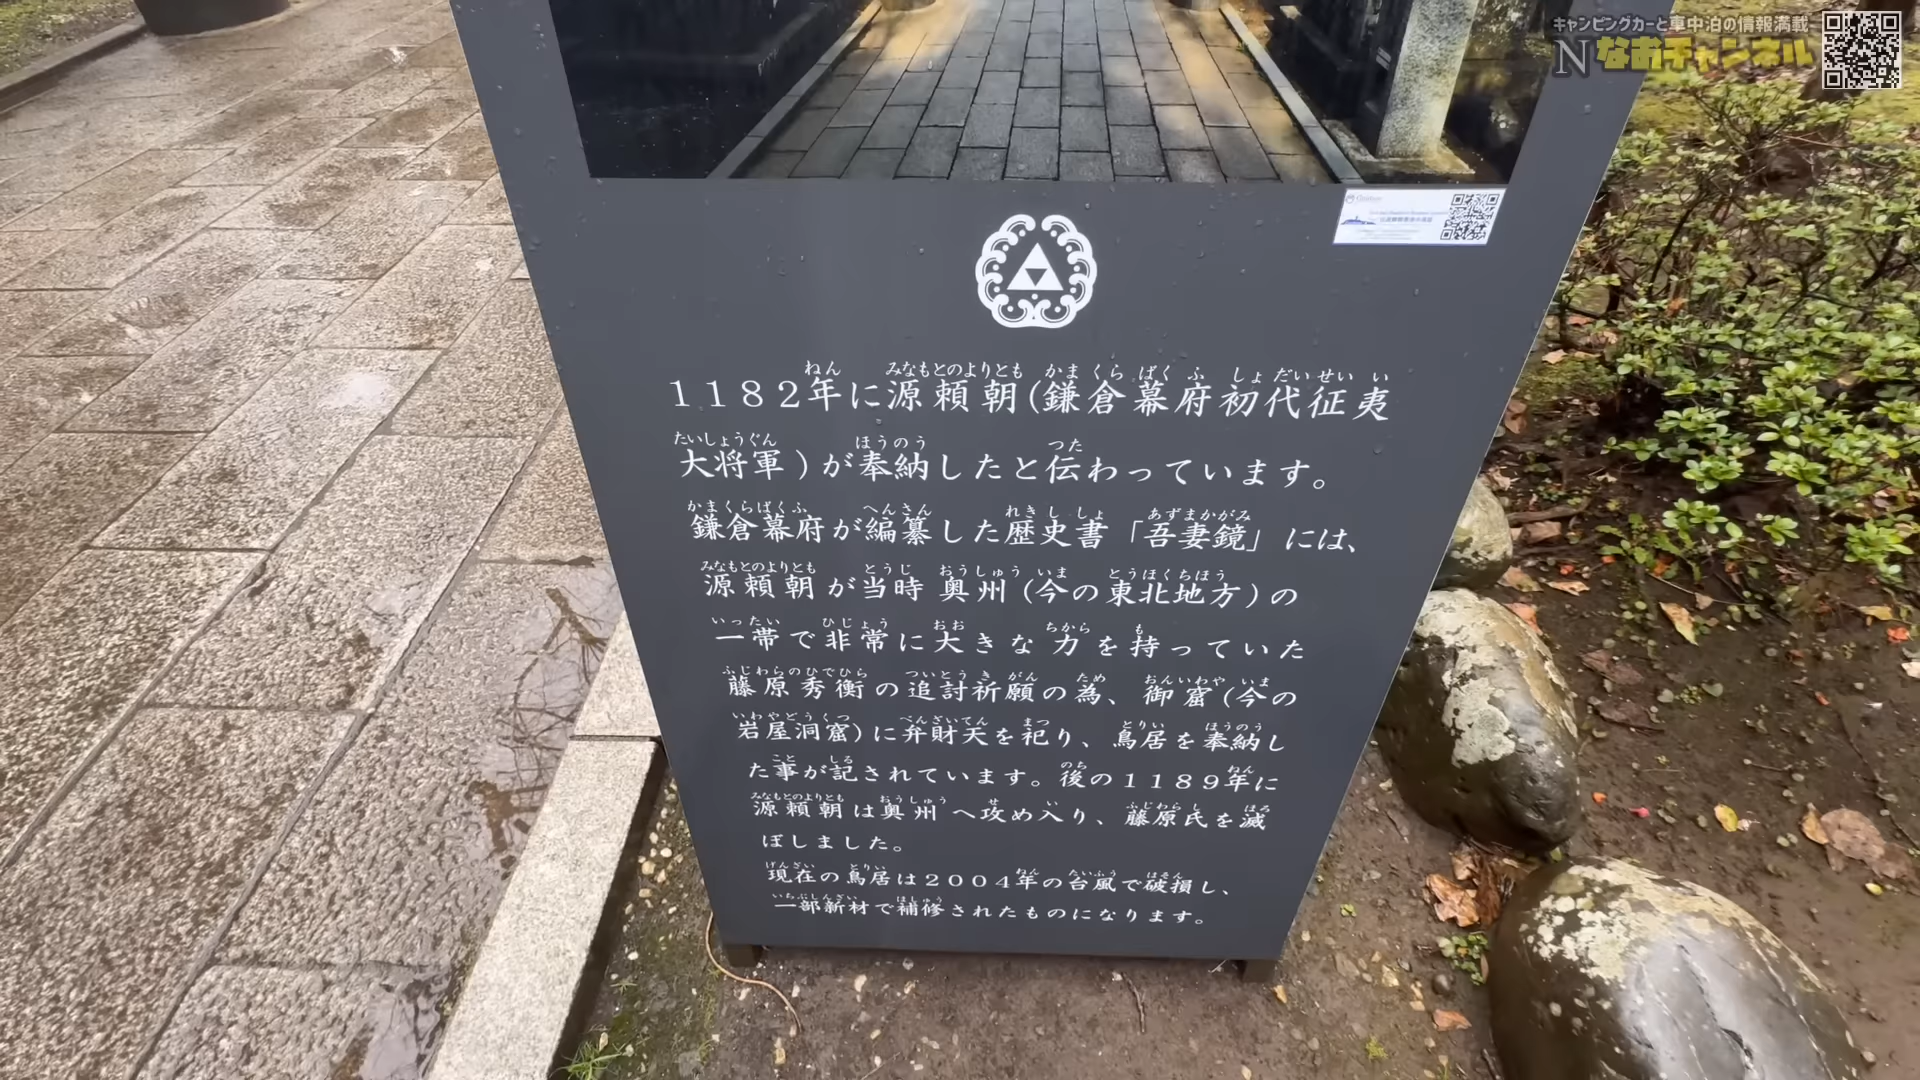 キャンピングカーと車中泊の情報満載
Nなおチャンネル
ねん みなもとのよりとも かまくらばくふ しょだいせいい
1182年に源頼朝(鎌倉幕府初代征夷
たいしょうぐん ほうのう つた
大将軍)が奉納したと伝わっています。
かまくらばくふ へんさん れきししょ あずまかがみ
鎌倉幕府が編纂した歴史書「吾妻鏡」には、
みなもとのよりとも とうじ おうしゅう いま とうほくちほう
源頼朝が当時 奥州(今の東北地方)の
いったい ひじょう おお ちから も
一帯で非常に大きな力を持っていた
ふじわらのひでひら ついとうきがん ため おんいわや いま
藤原秀衡の追討祈願の為、御窟(今の
いわやどうくつ べんざいてん まつ とりい ほうのう
岩屋洞窟)に弁財天を祀り、鳥居を奉納し
こと しる のち ねん
た事が記されています。後の1189年に
みなもとのよりとも おうしゅう せ い ふじわらし ほろ
源頼朝は奥州へ攻め入り、藤原氏を滅
ぼしました。
げんざい とりい ねん たいふう はそん
現在の鳥居は2004年の台風で破損し、
いちぶしんざい ほしゅう
一部新材で補修されたものになります。